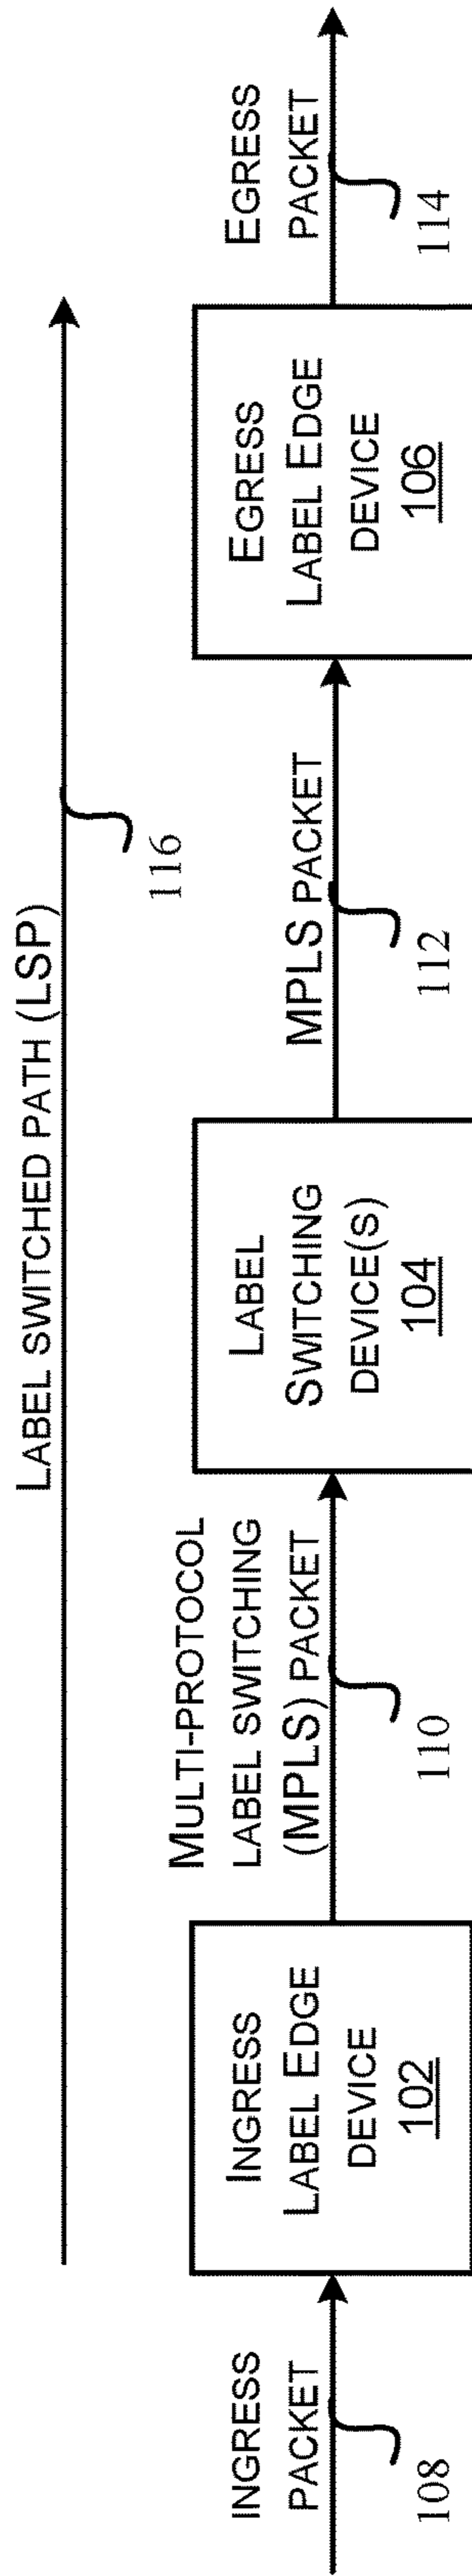 LABEL SWITCHED PATH (LSP)
116
INGRESS
PACKET
108
INGRESS
LABEL EDGE
DEVICE
102
MULTI-PROTOCOL
LABEL SWITCHING
(MPLS) PACKET
110
LABEL
SWITCHING
DEVICE(S)
104
MPLS PACKET
112
EGRESS
LABEL EDGE
DEVICE
106
EGRESS
PACKET
114